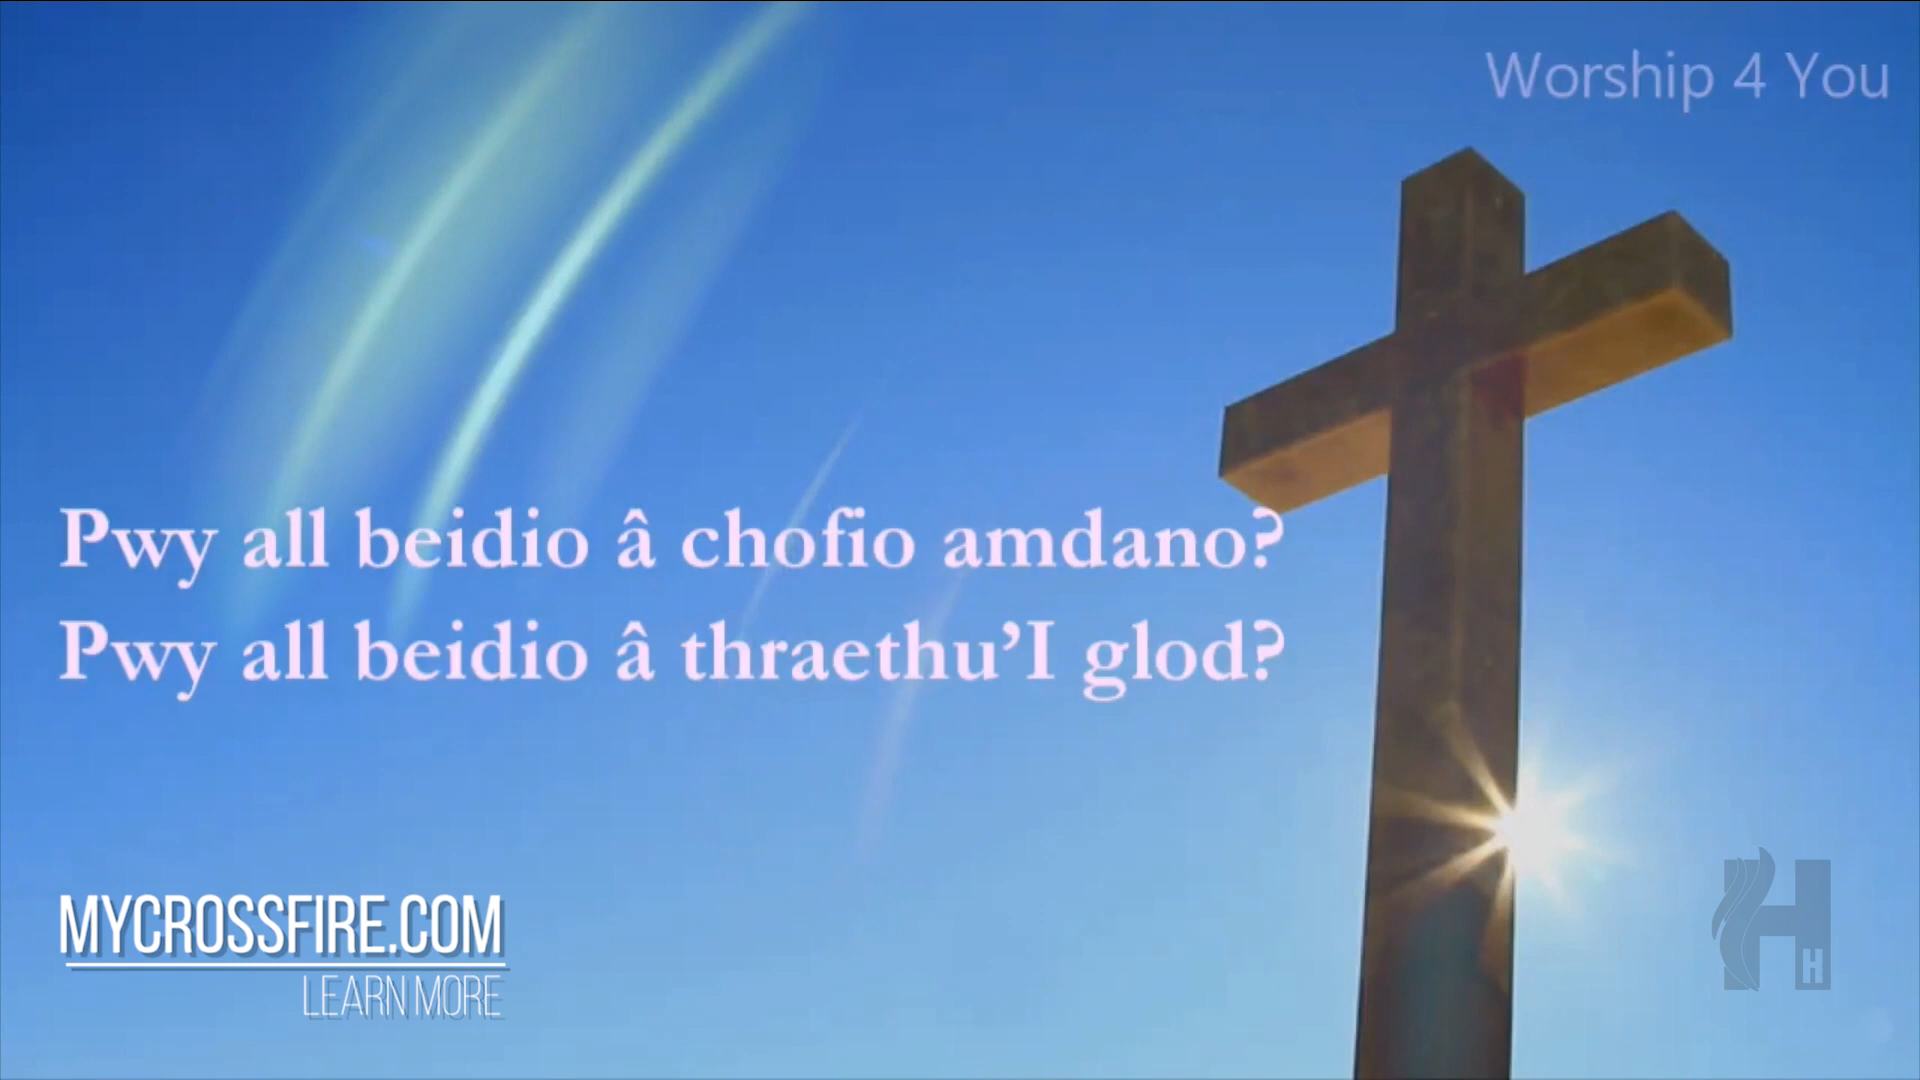 Worship 4 You
Pwy all beidio â chofio amdano?
Pwy all beidio â thraethu’I glod?
MYCROSSFIRE.COM
LEARN MORE
H
H